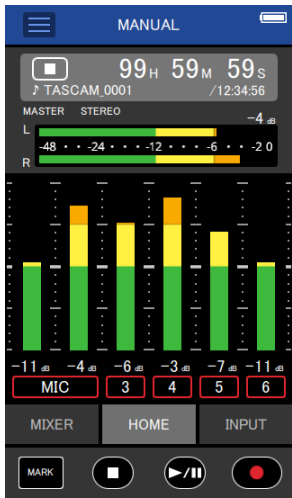 MANUAL
99H 59M 59S
♪ TASCAM_0001 /12:34:56
MASTER STEREO -4 dB
L
-48 · · -24 · · · -12 · · · -6 · · -2 0
R
-11 dB -4 dB -6 dB -3 dB -7 dB -11 dB
MIC 3 4 5 6
MIXER HOME INPUT
MARK